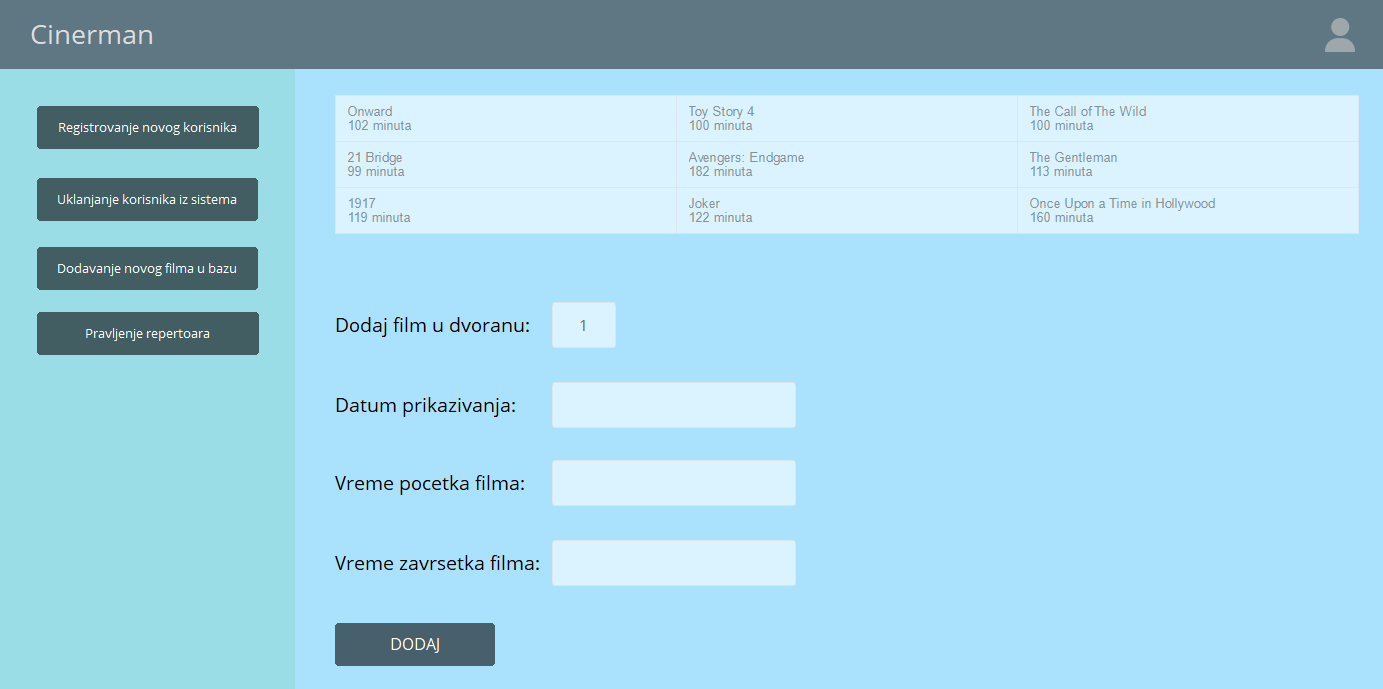 Cinerman
Registrovanje novog korisnika
Uklanjanje korisnika iz sistema
Dodavanje novog filma u bazu
Pravljenje repertoara
Onward
102 minuta
Toy Story 4
100 minuta
The Call of The Wild
100 minuta
21 Bridge
99 minuta
Avengers: Endgame
182 minuta
The Gentleman
113 minuta
1917
119 minuta
Joker
122 minuta
Once Upon a Time in Hollywood
160 minuta
Dodaj film u dvoranu: 1
Datum prikazivanja:
Vreme pocetka filma:
Vreme zavrsetka filma:
DODAJ